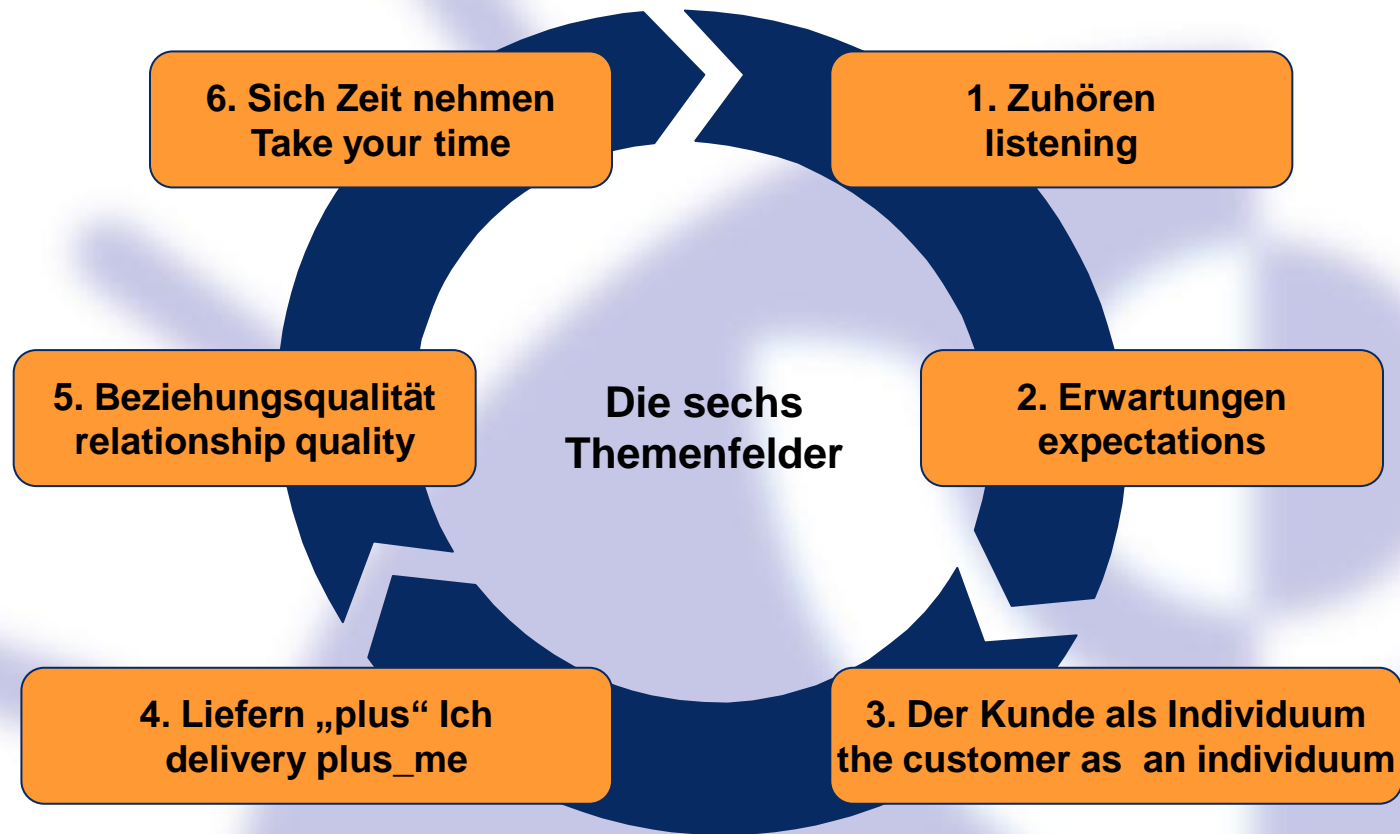 Die sechs
Themenfelder
1. Zuhören
listening
2. Erwartungen
expectations
3. Der Kunde als Individuum
the customer as  an individuum
4. Liefern „plus“ Ich
delivery plus_me
5. Beziehungsqualität
relationship quality
6. Sich Zeit nehmen
Take your time